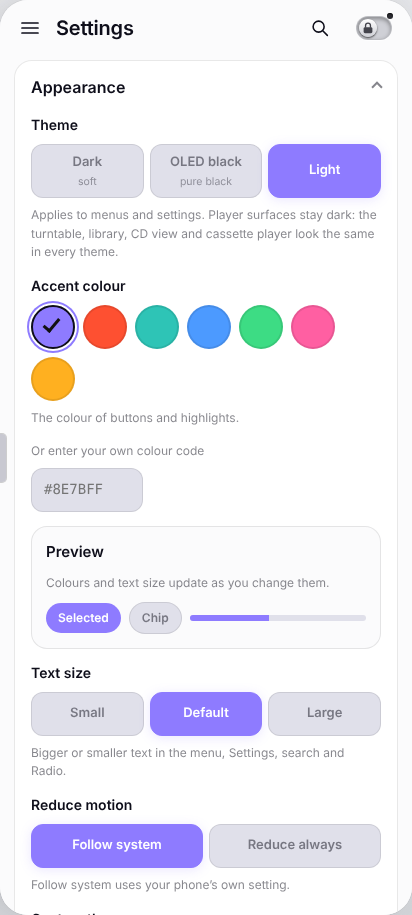 Settings
Appearance
Theme
Dark
soft
OLED black
pure black
Light
Applies to menus and settings. Player surfaces stay dark: the
turntable, library, CD view and cassette player look the same
in every theme.
Accent colour
The colour of buttons and highlights.
Or enter your own colour code
#8E7BFF
Preview
Colours and text size update as you change them.
Selected
Chip
Text size
Small
Default
Large
Bigger or smaller text in the menu, Settings, search and
Radio.
Reduce motion
Follow system
Reduce always
Follow system uses your phone’s own setting.